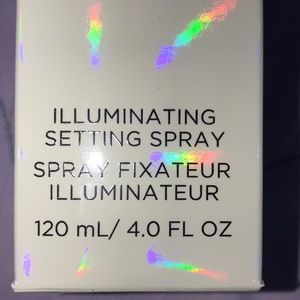 ILLUMINATING
SETTING SPRAY
SPRAY FIXATEUR
ILLUMINATEUR
120 mL/ 4.0 FL OZ